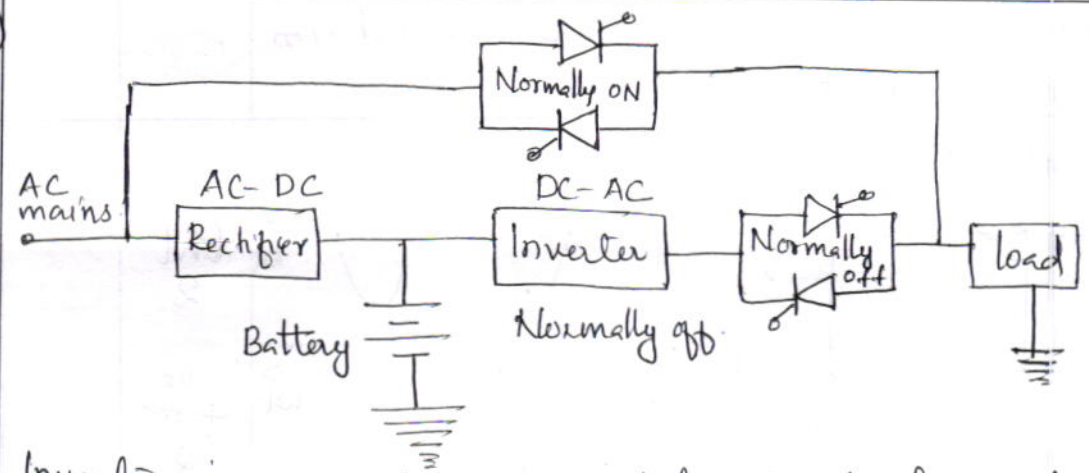 Normally ON
AC
mains
AC-DC
Rectifier
DC-AC
Inverter
Normally
off
load
Battery
Normally off